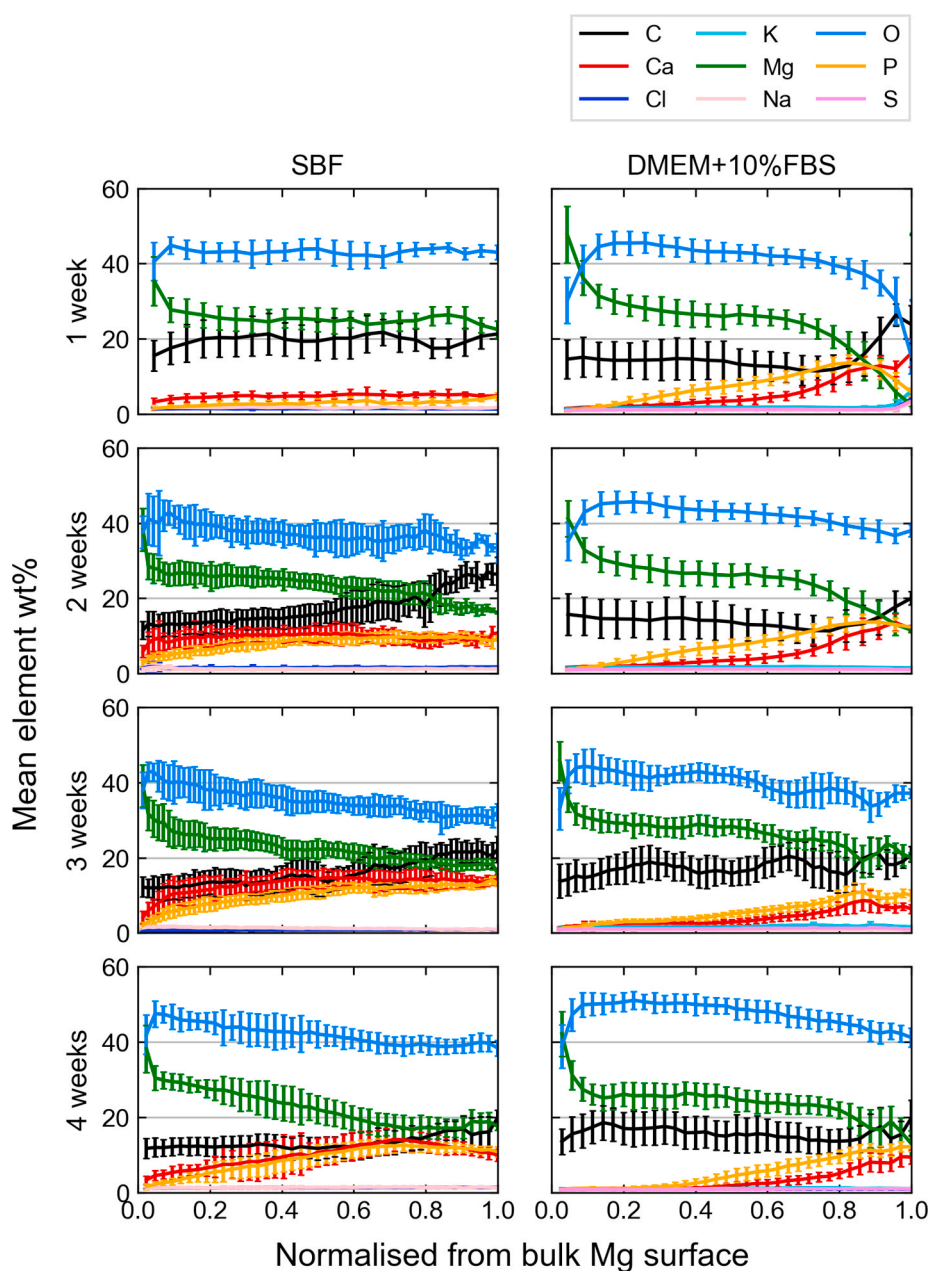 C K O
Ca Mg P
Cl Na S
SBF DMEM+10%FBS
Mean element wt%
1 week
60
40
20
0
2 weeks
60
40
20
0
3 weeks
60
40
20
0
4 weeks
60
40
20
0
0.0 0.2 0.4 0.6 0.8 1.0 0.0 0.2 0.4 0.6 0.8 1.0
Normalised from bulk Mg surface